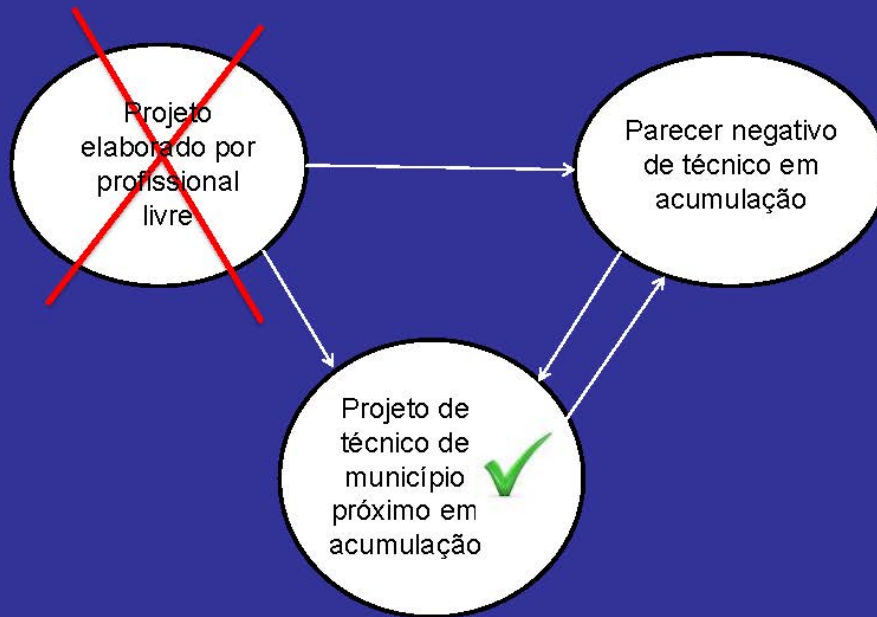 Projeto
elaborado por
profissional
livre
Parecer negativo
de técnico em
acumulação
Projeto de
técnico de
município
próximo em
acumulação